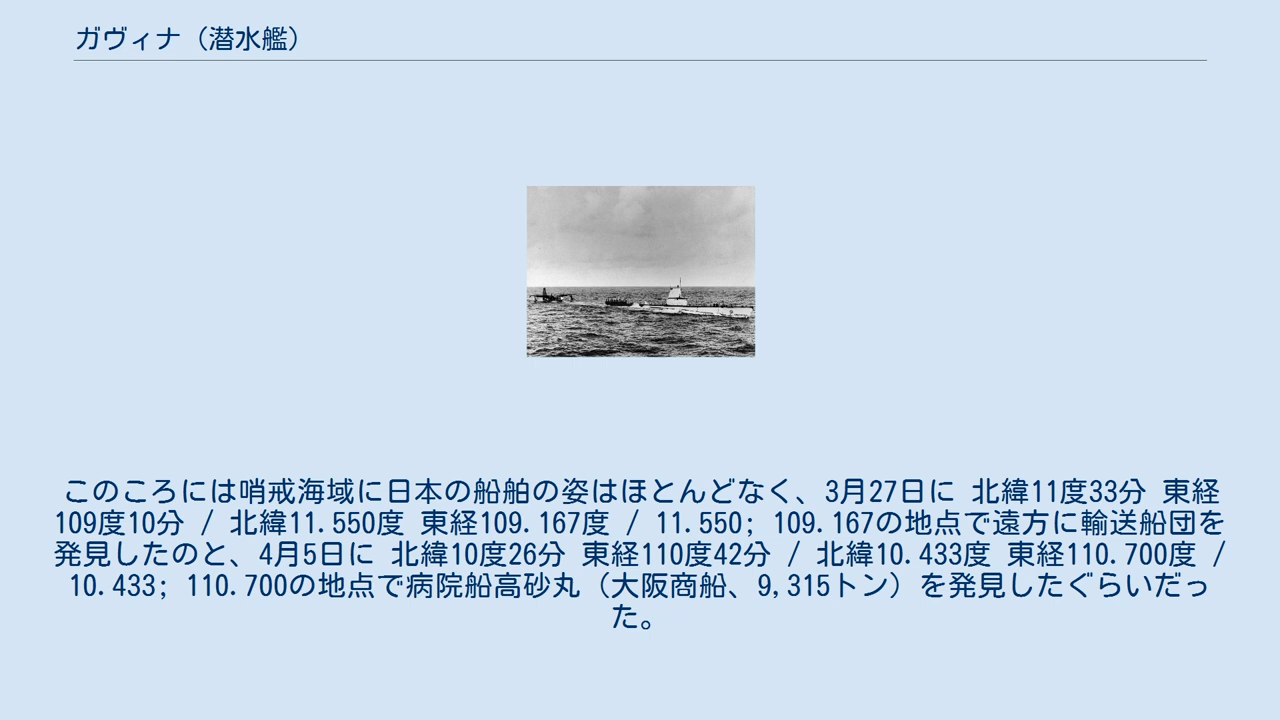 ガヴィナ（潜水艦）
このころには哨戒海域に日本の船舶の姿はほとんどなく、3月27日に 北緯11度33分 東経
109度10分 / 北緯11.550度 東経109.167度 / 11.550; 109.167の地点で遠方に輸送船団を
発見したのと、4月5日に 北緯10度26分 東経110度42分 / 北緯10.433度 東経110.700度 /
10.433; 110.700の地点で病院船高砂丸（大阪商船、9,315トン）を発見したぐらいだっ
た。